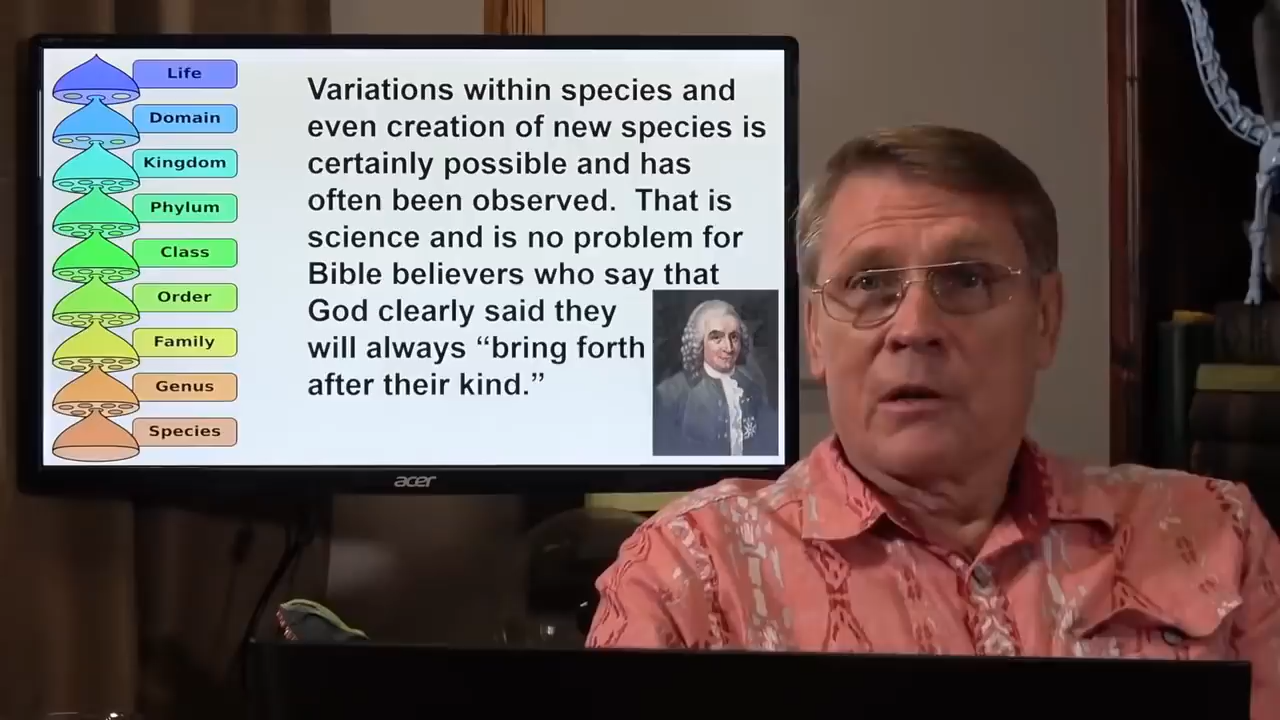 Life
Domain
Kingdom
Phylum
Class
Order
Family
Genus
Species
Variations within species and
even creation of new species is
certainly possible and has
often been observed. That is
science and is no problem for
Bible believers who say that
God clearly said they
will always “bring forth
after their kind.”
acer